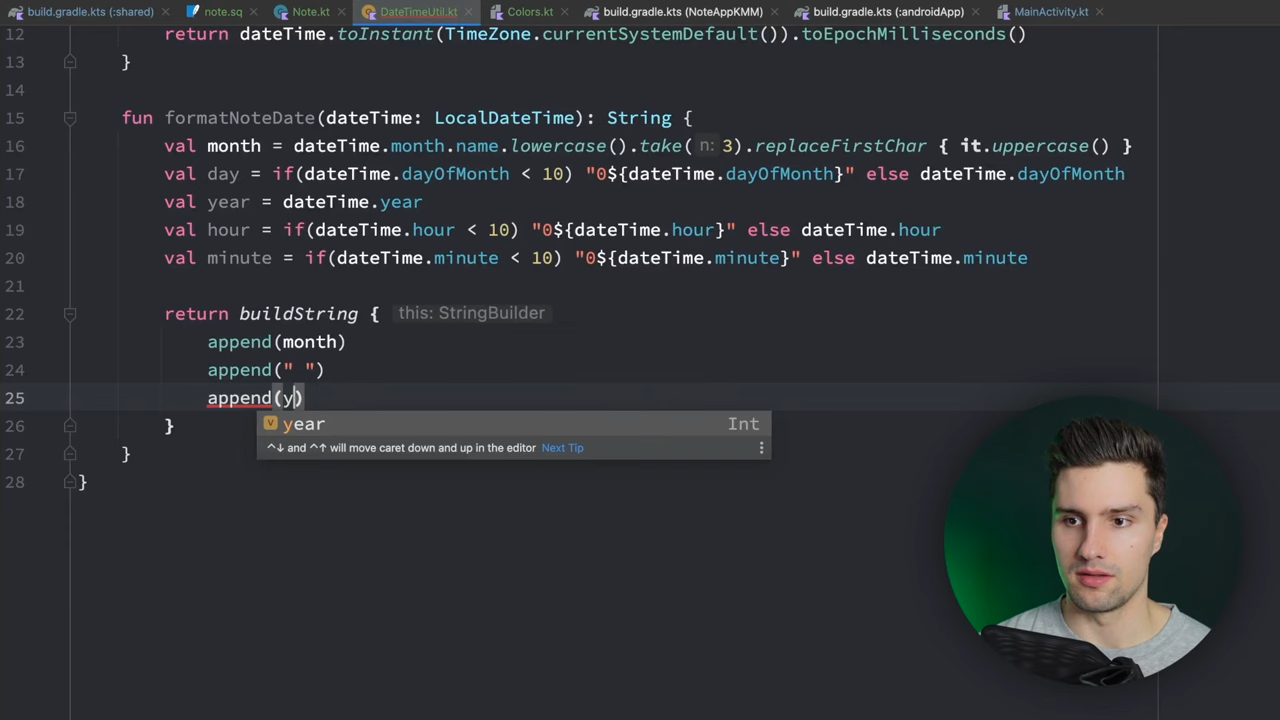 build.gradle.kts (:shared) note.sq Note.kt DateTimeUtil.kt Colors.kt build.gradle.kts (NoteAppKMM) build.gradle.kts (:androidApp) MainActivity.kt
12 return dateTime.toInstant(TimeZone.currentSystemDefault()).toEpochMilliseconds()
13 }
14
15 fun formatNoteDate(dateTime: LocalDateTime): String {
16 val month = dateTime.month.name.lowercase().take( n: 3).replaceFirstChar { it.uppercase() }
17 val day = if(dateTime.dayOfMonth < 10) "0${dateTime.dayOfMonth}" else dateTime.dayOfMonth
18 val year = dateTime.year
19 val hour = if(dateTime.hour < 10) "0${dateTime.hour}" else dateTime.hour
20 val minute = if(dateTime.minute < 10) "0${dateTime.minute}" else dateTime.minute
21
22 return buildString { this: StringBuilder
23 append(month)
24 append(" ")
25 append(y)
v year Int
^↓ and ^↑ will move caret down and up in the editor Next Tip
26 }
27 }
28 }